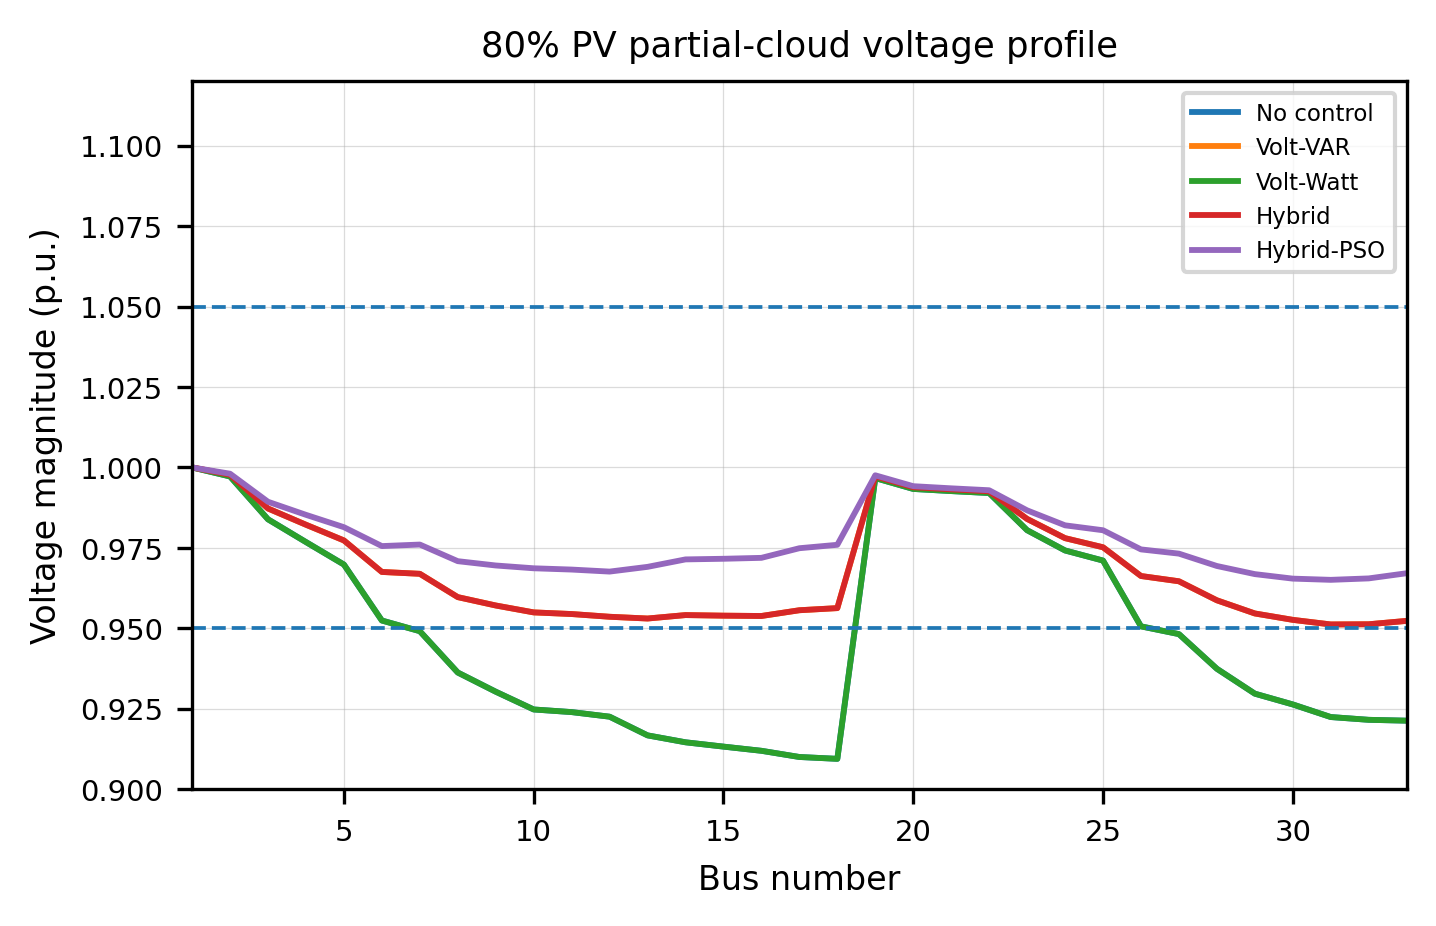 80% PV partial-cloud voltage profile
No control
Volt-VAR
Volt-Watt
Hybrid
Hybrid-PSO
Voltage magnitude (p.u.)
1.100
1.075
1.050
1.025
1.000
0.975
0.950
0.925
0.900
5 10 15 20 25 30
Bus number